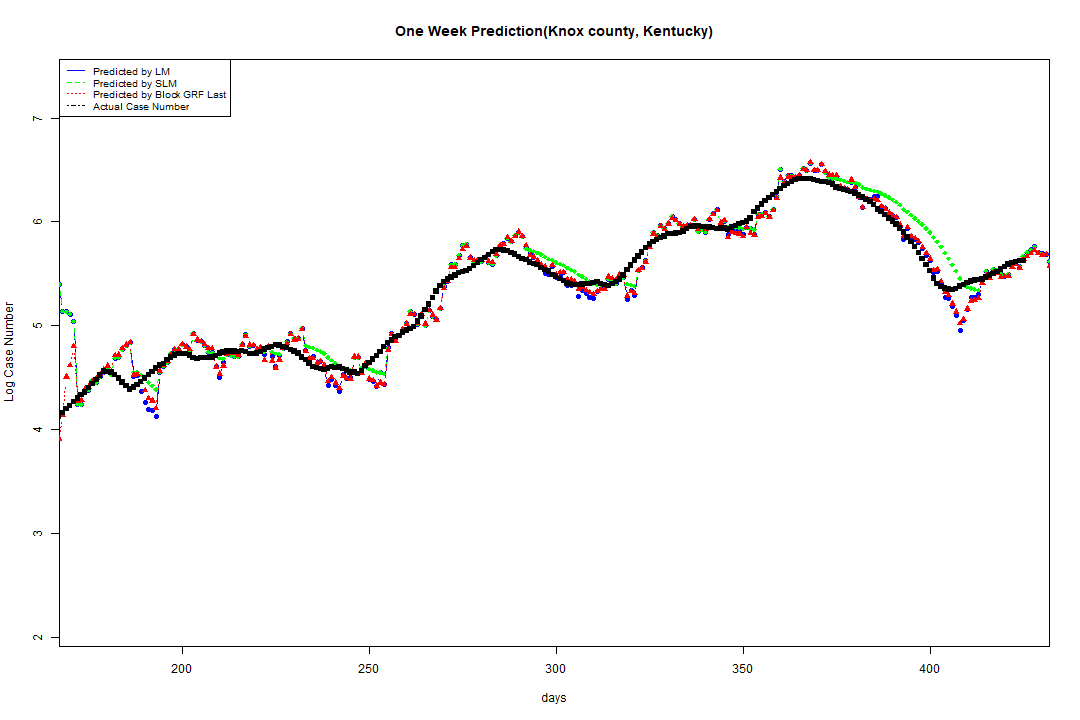 One Week Prediction(Knox county, Kentucky)
Predicted by LM
Predicted by SLM
Predicted by Block GRF Last
Actual Case Number
7
6
5
4
3
2
Log Case Number
200 250 300 350 400
days